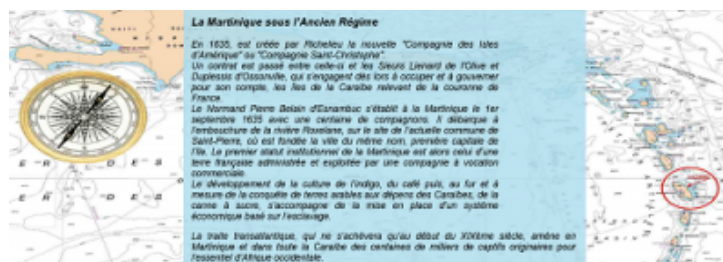 La Martinique sous l'Ancien Régime
En 1635, est créée par Richelieu la nouvelle "Compagnie des Isles
d'Amérique" ou "Compagnie Saint-Christophe".
Un contrat est passé entre celle-ci et les Sieurs Lienard de l'Olive et
Duplessis d'Ossonville, qui s'engagent dès lors à occuper et à gouverner
pour son compte, les îles de la Caraïbe relevant de la couronne de
France.
Le Normand Pierre Belain d'Esnambuc s'établit à la Martinique le 1er
septembre 1635 avec une centaine de compagnons. Il débarque à
l'embouchure de la rivière Roxelane, sur le site de l'actuelle commune de
Saint-Pierre, où est fondée la ville du même nom, première capitale de
l'île. Le premier statut institutionnel de la Martinique est alors celui d'une
terre française administrée et exploitée par une compagnie à vocation
commerciale.
Le développement de la culture de l'indigo, du café puis, au fur et à
mesure de la conquête de terres arables aux dépens des Caraïbes, de la
canne à sucre, s'accompagne de la mise en place d'un système
économique basé sur l'esclavage.
La traite transatlantique, qui ne s'achèvera qu'au début du XIXème siècle, amène en
Martinique et dans toute la Caraïbe des centaines de milliers de captifs originaires pour
l'essentiel d'Afrique occidentale.